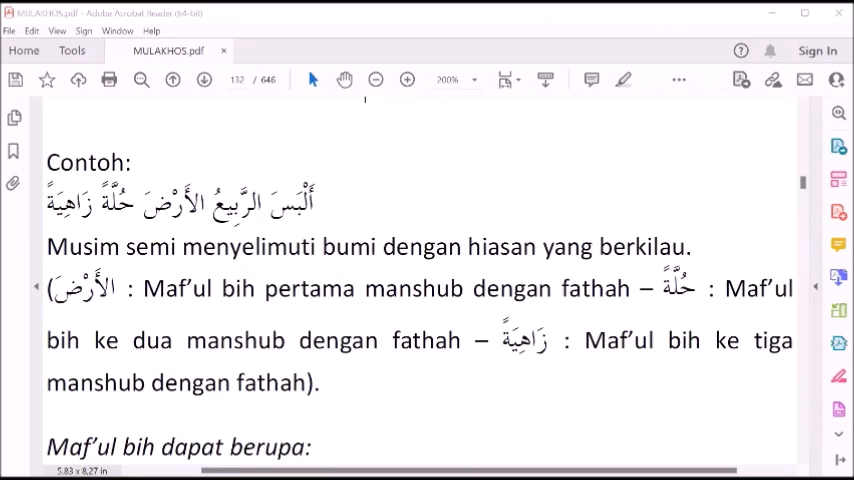 MULAKHOS.pdf - Adobe Acrobat Reader (64-bit)
File Edit View Sign Window Help
Home Tools MULAKHOS.pdf × Sign In
132 / 646 200%
Contoh:
أَلْبَسَ الرَّبِيعُ الأَرْضَ حُلَّةً زَاهِيَةً
Musim semi menyelimuti bumi dengan hiasan yang berkilau.
(الأَرْضَ : Maf’ul bih pertama manshub dengan fathah – حُلَّةً : Maf’ul
bih ke dua manshub dengan fathah – زَاهِيَةً : Maf’ul bih ke tiga
manshub dengan fathah).
Maf’ul bih dapat berupa:
5,83 x 8,27 in